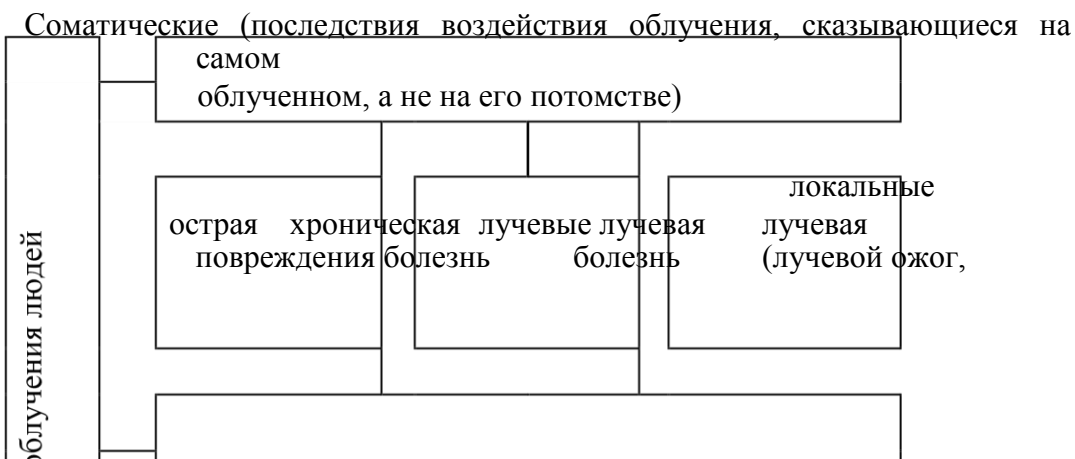 Соматические (последствия воздействия облучения, сказывающиеся на
самом
облученном, а не на его потомстве)
локальные
острая хроническая лучевые лучевая лучевая
повреждения болезнь болезнь (лучевой ожог,
облучения людей